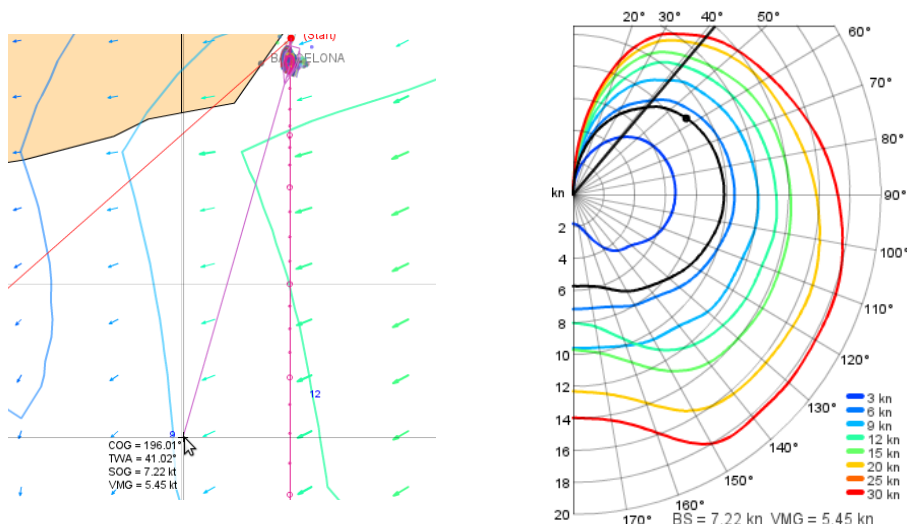 (Start)
BARCELONA
12
9
COG = 196.01°
TWA = 41.02°
SOG = 7.22 kt
VMG = 5.45 kt
20° 30° 40° 50°
60°
70°
80°
kn
90°
2
100°
4
6
110°
8
120°
10
12
130°
3 kn
6 kn
14
140°
9 kn
12 kn
16
150°
15 kn
20 kn
18
25 kn
160°
30 kn
20
170°
BS = 7.22 kn VMG = 5.45 kn